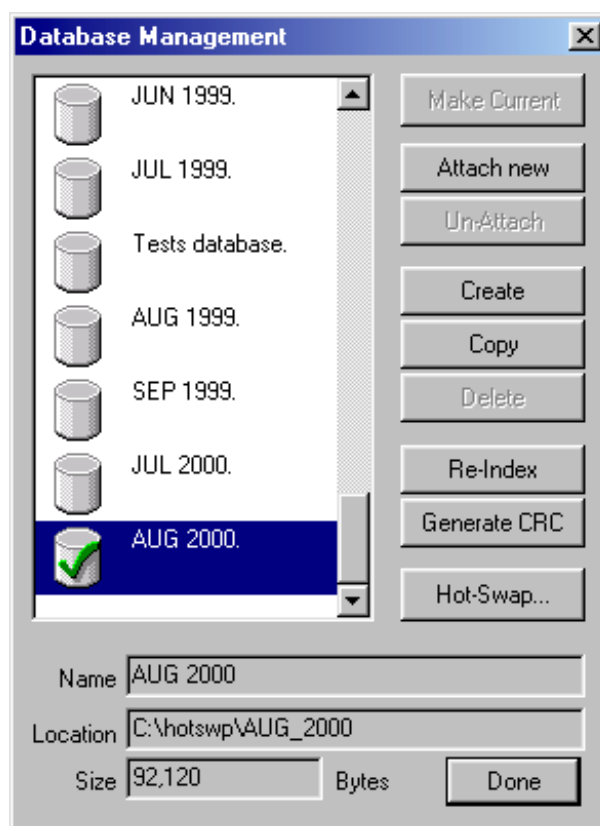 Database Management
JUN 1999.
JUL 1999.
Tests database.
AUG 1999.
SEP 1999.
JUL 2000.
AUG 2000.
Make Current
Attach new
Un-Attach
Create
Copy
Delete
Re-Index
Generate CRC
Hot-Swap...
Name AUG 2000
Location C:\hotswp\AUG_2000
Size 92,120 Bytes
Done